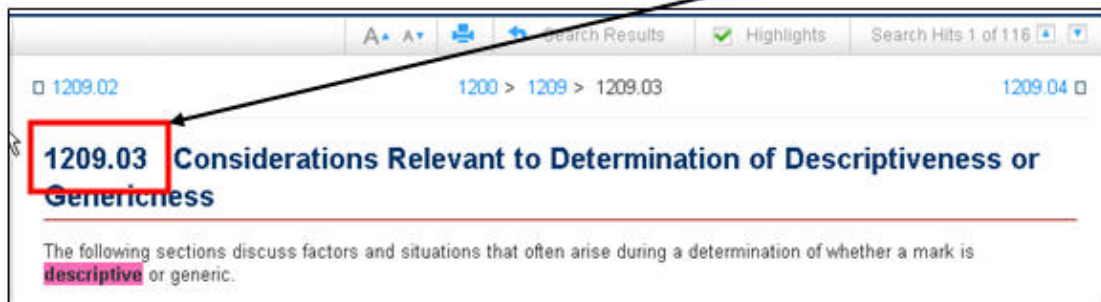 A A Search Results Highlights Search Hits 1 of 116
1209.02 1200 > 1209 > 1209.03 1209.04
1209.03 Considerations Relevant to Determination of Descriptiveness or
Genericness
The following sections discuss factors and situations that often arise during a determination of whether a mark is
descriptive or generic.